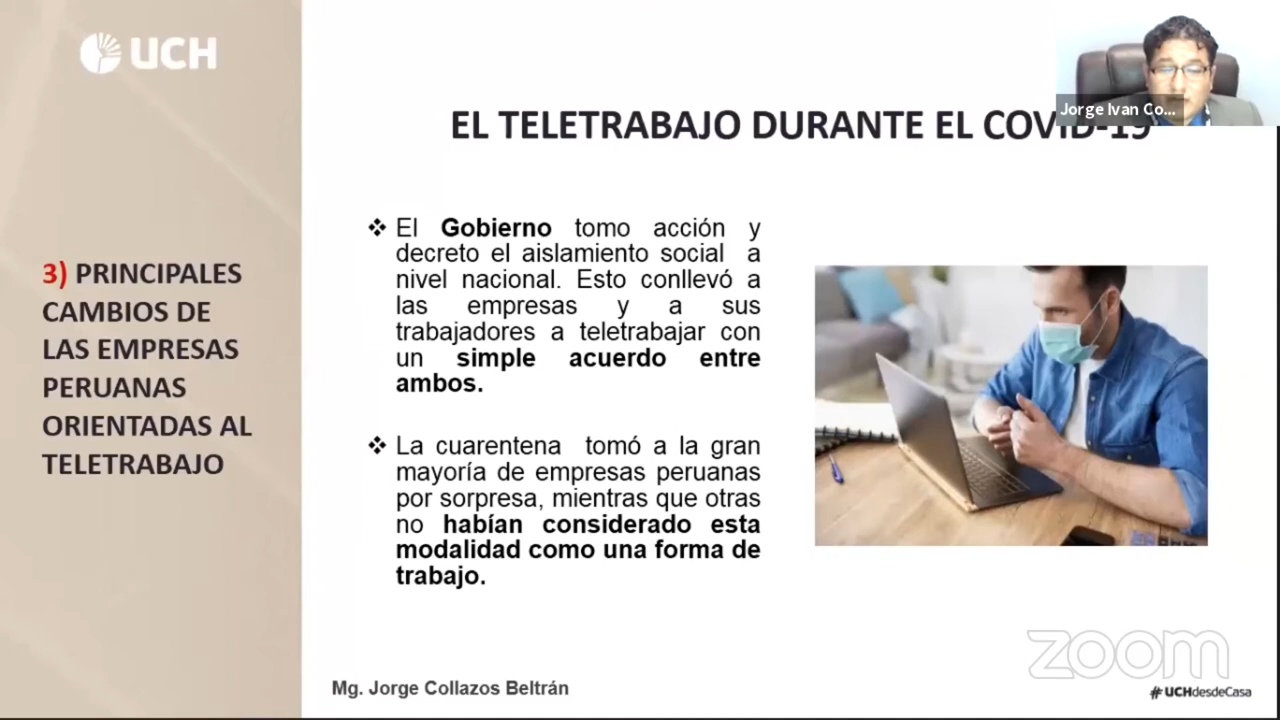 UCH
Jorge Ivan Co...
EL TELETRABAJO DURANTE EL COVID-19
3) PRINCIPALES
CAMBIOS DE
LAS EMPRESAS
PERUANAS
ORIENTADAS AL
TELETRABAJO
❖ El Gobierno tomo acción y
decreto el aislamiento social a
nivel nacional. Esto conllevó a
las empresas y a sus
trabajadores a teletrabajar con
un simple acuerdo entre
ambos.
❖ La cuarentena tomó a la gran
mayoría de empresas peruanas
por sorpresa, mientras que otras
no habían considerado esta
modalidad como una forma de
trabajo.
zoom
Mg. Jorge Collazos Beltrán
#UCHdesdeCasa